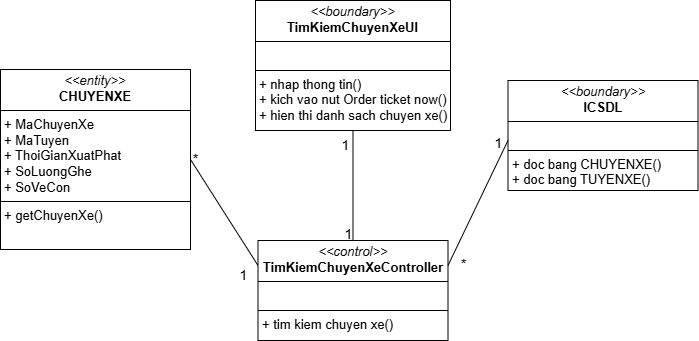 <<boundary>>
TimKiemChuyenXeUI
+ nhap thong tin()
+ kich vao nut Order ticket now()
+ hien thi danh sach chuyen xe()
<<entity>>
CHUYENXE
+ MaChuyenXe
+ MaTuyen
+ ThoiGianXuatPhat
+ SoLuongGhe
+ SoVeCon
+ getChuyenXe()
<<boundary>>
ICSDL
+ doc bang CHUYENXE()
+ doc bang TUYENXE()
*
1
1
1
1
*
<<control>>
TimKiemChuyenXeController
+ tim kiem chuyen xe()